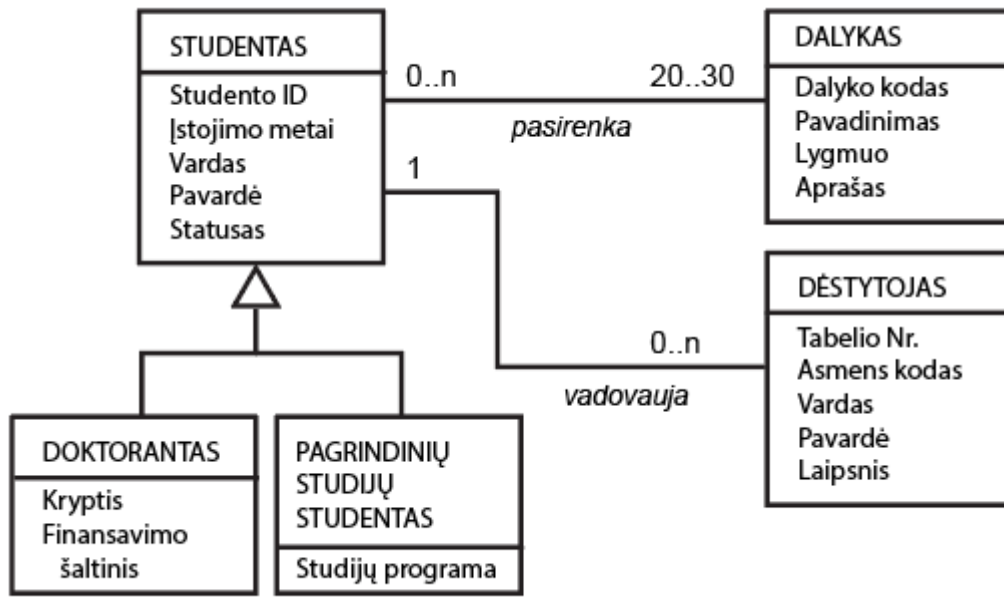 STUDENTAS
Studento ID
Įstojimo metai
Vardas
Pavardė
Statusas
0..n
20..30
pasirenka
1
DALYKAS
Dalyko kodas
Pavadinimas
Lygmuo
Aprašas
0..n
vadovauja
DĖSTYTOJAS
Tabelio Nr.
Asmens kodas
Vardas
Pavardė
Laipsnis
DOKTORANTAS
Kryptis
Finansavimo
šaltinis
PAGRINDINIŲ
STUDIJŲ
STUDENTAS
Studijų programa